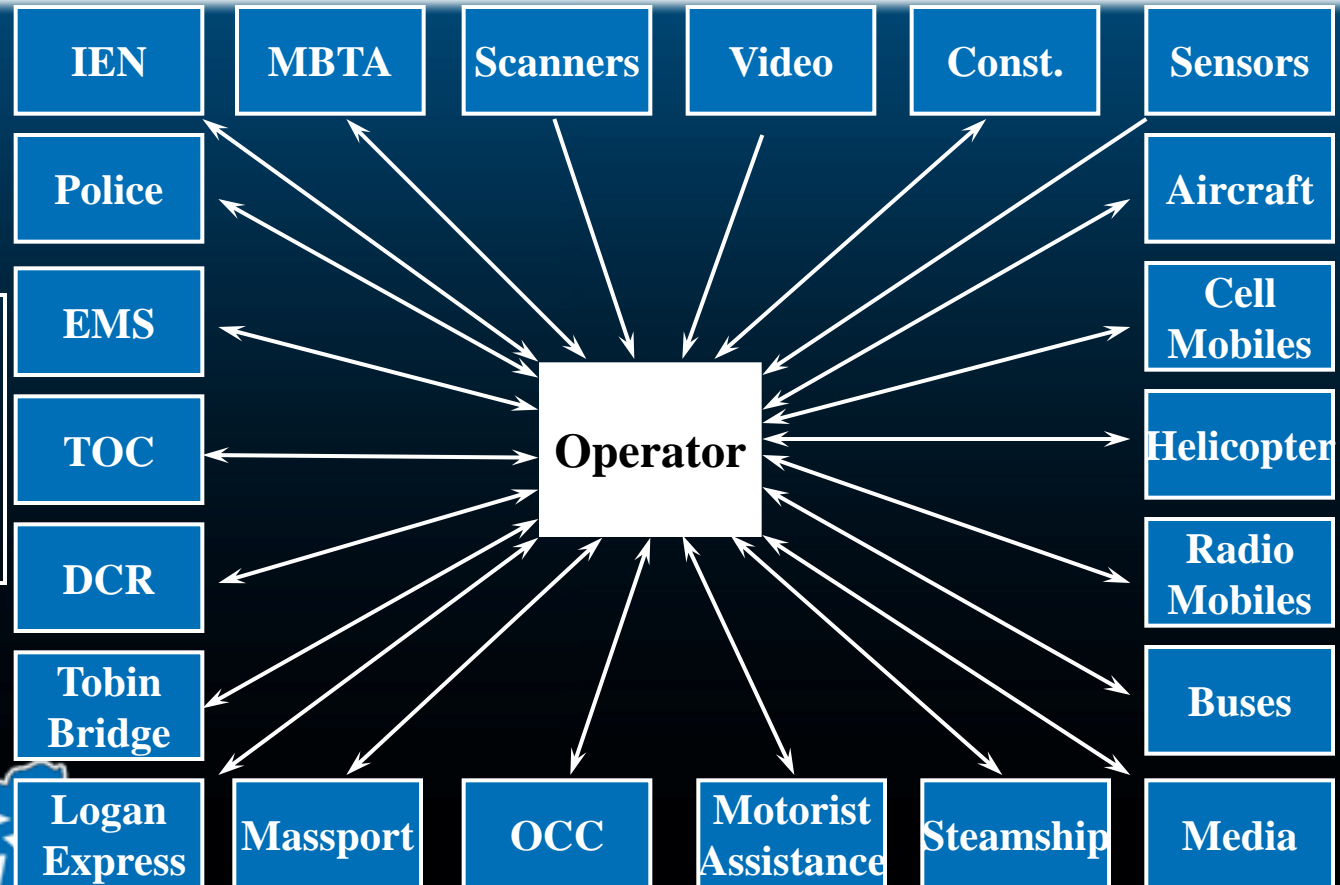 IEN
MBTA
Scanners
Video
Const.
Sensors
Police
Aircraft
EMS
Cell
Mobiles
TOC
Operator
Helicopter
DCR
Radio
Mobiles
Tobin
Bridge
Buses
Logan
Express
Massport
OCC
Motorist
Assistance
Steamship
Media